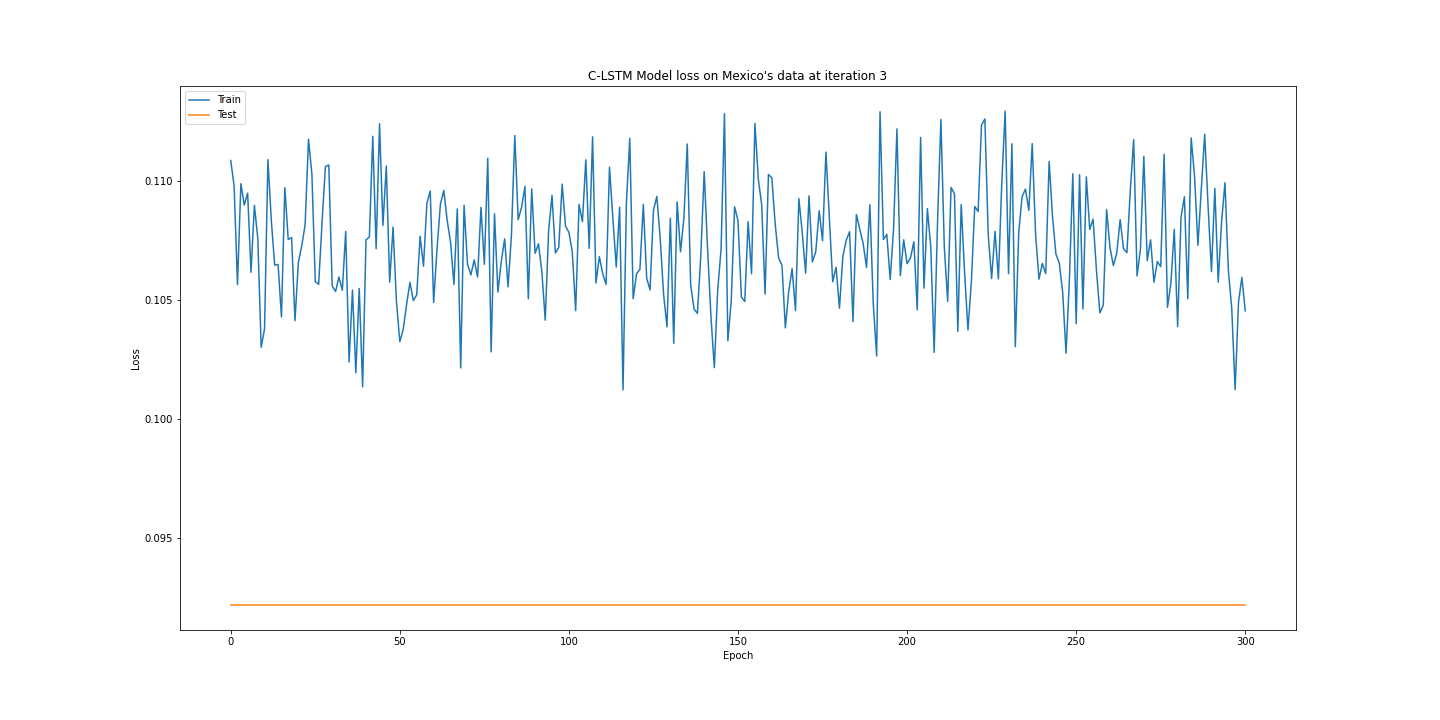 C-LSTM Model loss on Mexico's data at iteration 3
Train
Test
0.110
0.105
0.100
0.095
Loss
0 50 100 150 200 250 300
Epoch